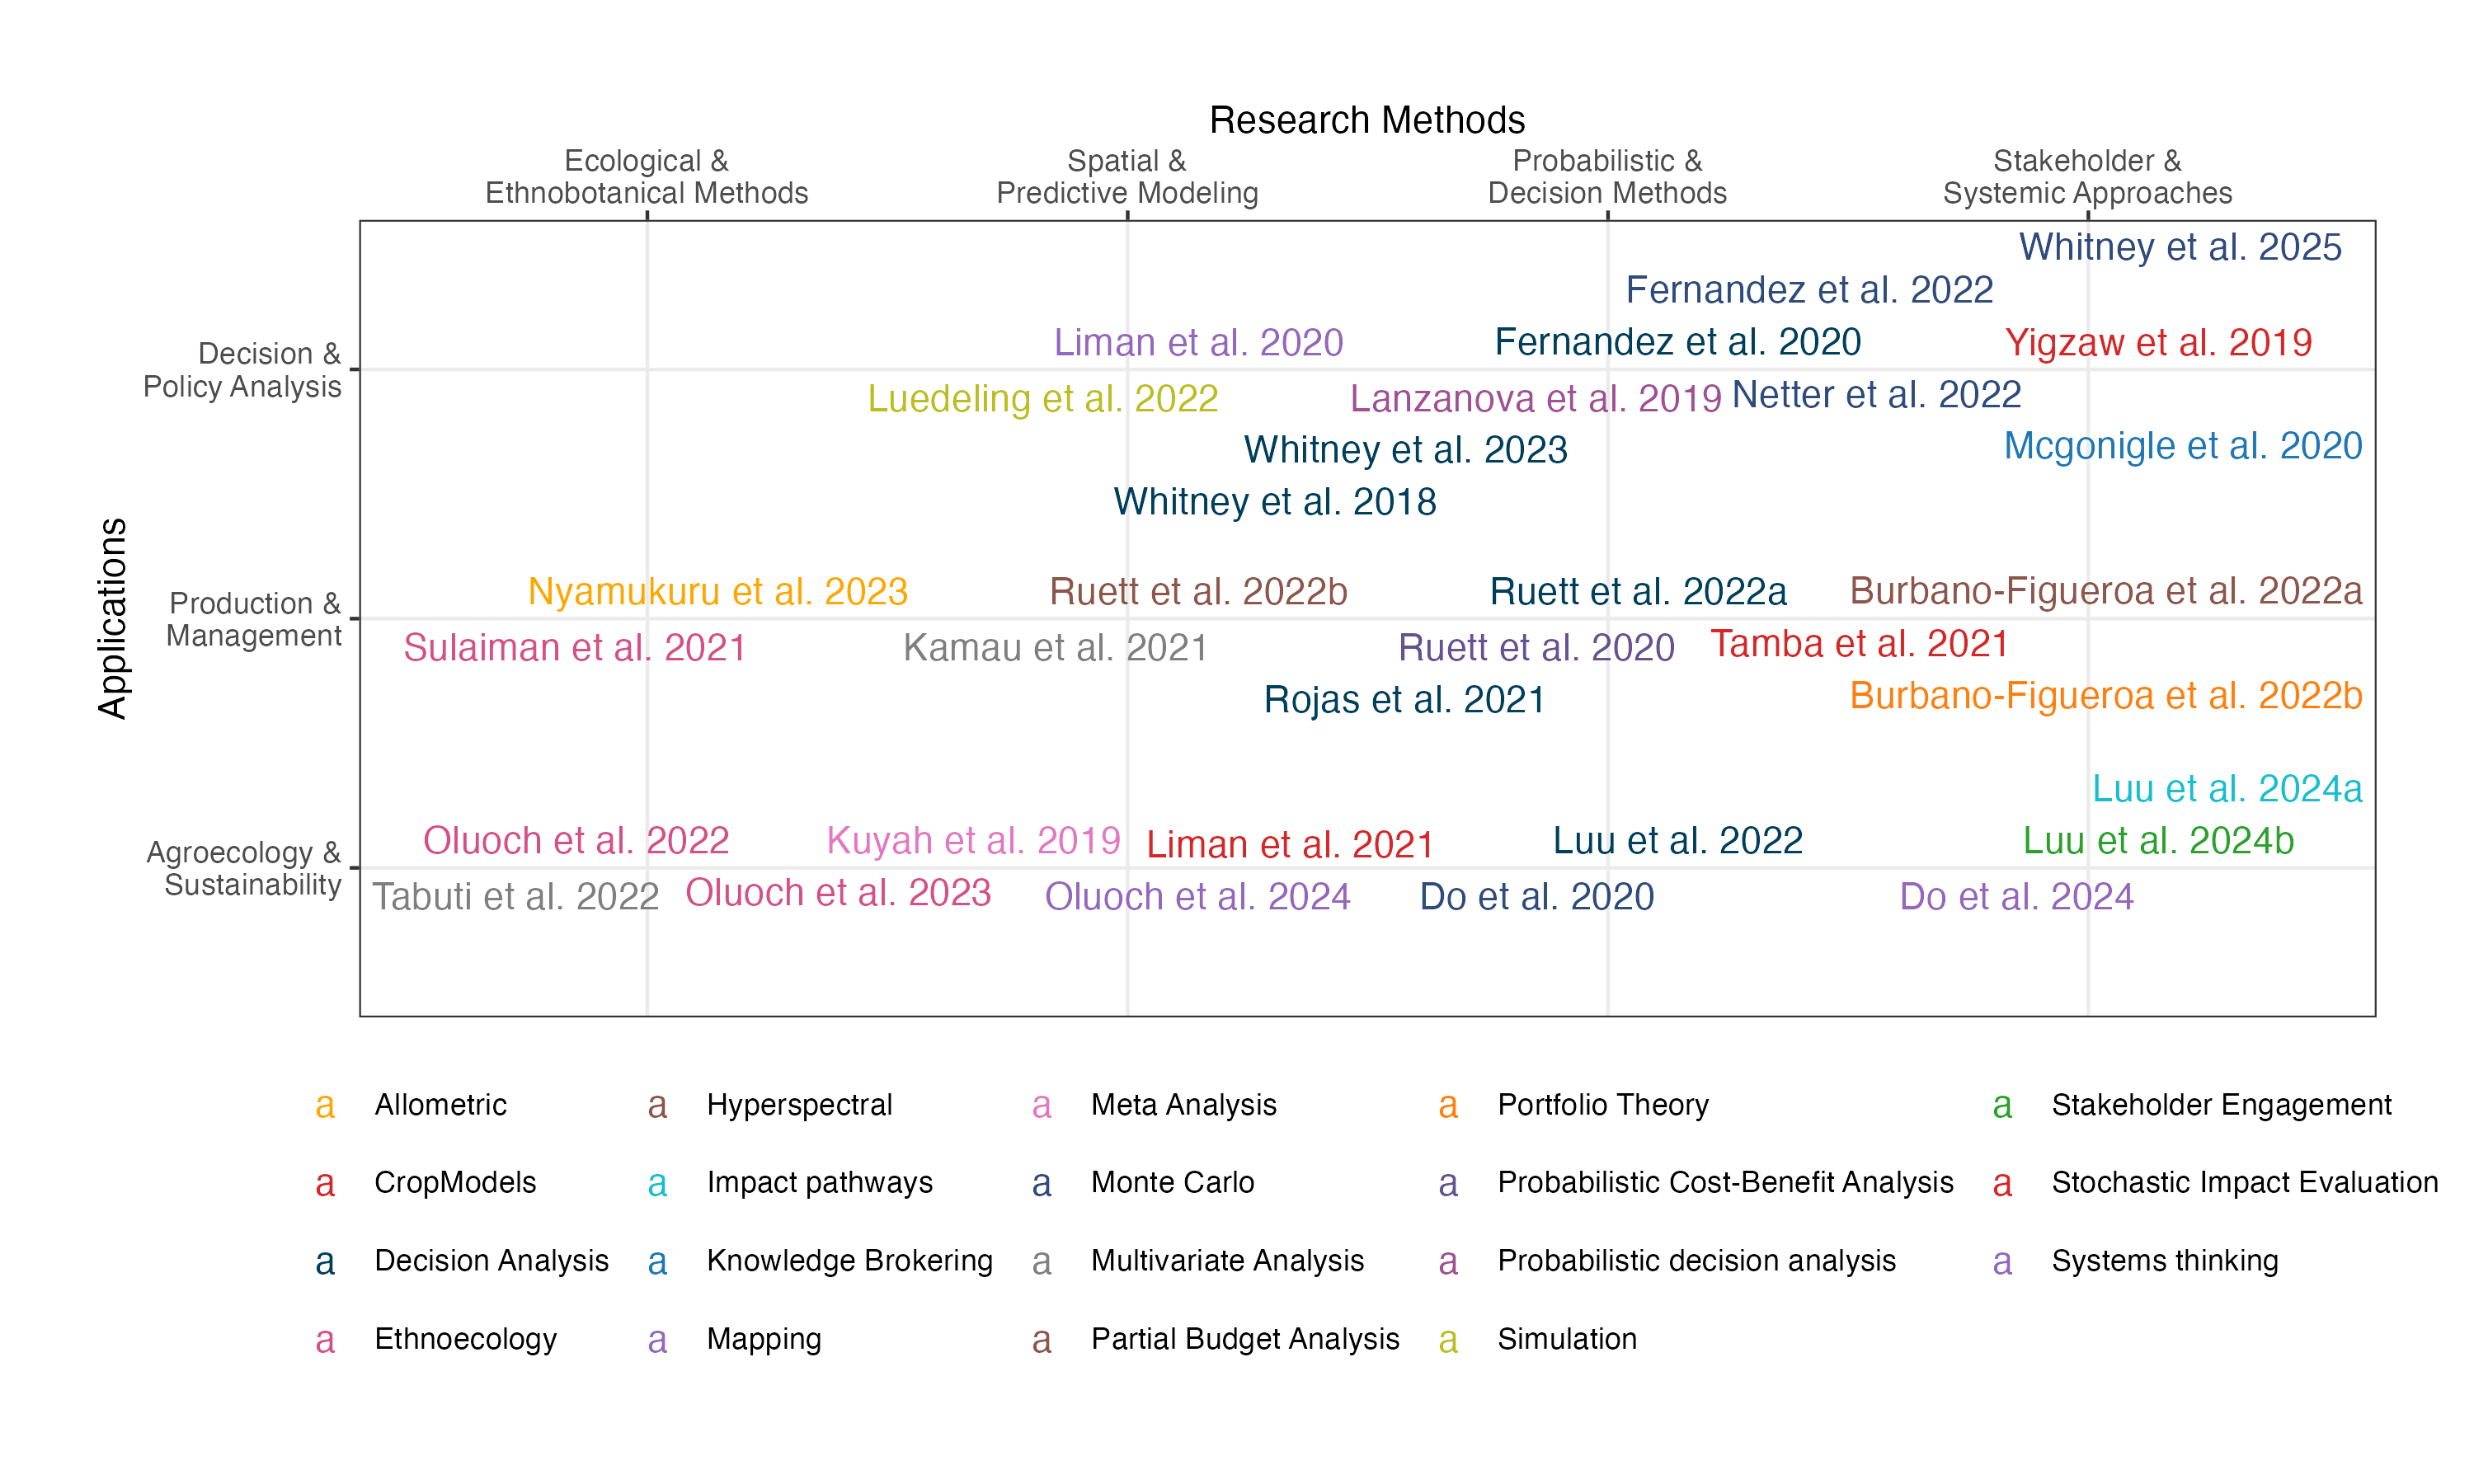 Research Methods
Ecological &
Ethnobotanical Methods
Spatial &
Predictive Modeling
Probabilistic &
Decision Methods
Stakeholder &
Systemic Approaches
Applications
Decision &
Policy Analysis
Production &
Management
Agroecology &
Sustainability
Whitney et al. 2025
Fernandez et al. 2022
Liman et al. 2020
Fernandez et al. 2020
Yigzaw et al. 2019
Luedeling et al. 2022
Lanzanova et al. 2019
Netter et al. 2022
Whitney et al. 2023
Mcgonigle et al. 2020
Whitney et al. 2018
Nyamukuru et al. 2023
Ruett et al. 2022b
Ruett et al. 2022a
Burbano-Figueroa et al. 2022a
Sulaiman et al. 2021
Kamau et al. 2021
Ruett et al. 2020
Tamba et al. 2021
Rojas et al. 2021
Burbano-Figueroa et al. 2022b
Luu et al. 2024a
Oluoch et al. 2022
Kuyah et al. 2019
Liman et al. 2021
Luu et al. 2022
Luu et al. 2024b
Tabuti et al. 2022
Oluoch et al. 2023
Oluoch et al. 2024
Do et al. 2020
Do et al. 2024
a Allometric
a Hyperspectral
a Meta Analysis
a Portfolio Theory
a Stakeholder Engagement
a CropModels
a Impact pathways
a Monte Carlo
a Probabilistic Cost-Benefit Analysis
a Stochastic Impact Evaluation
a Decision Analysis
a Knowledge Brokering
a Multivariate Analysis
a Probabilistic decision analysis
a Systems thinking
a Ethnoecology
a Mapping
a Partial Budget Analysis
a Simulation